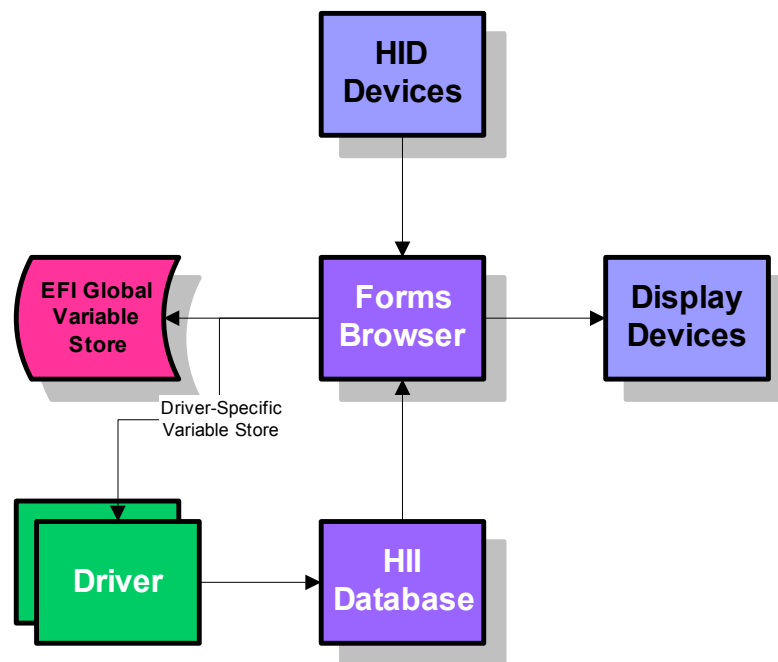 HID
Devices
EFI Global
Variable
Store
Forms
Browser
Display
Devices
Driver-Specific
Variable Store
Driver
HII
Database